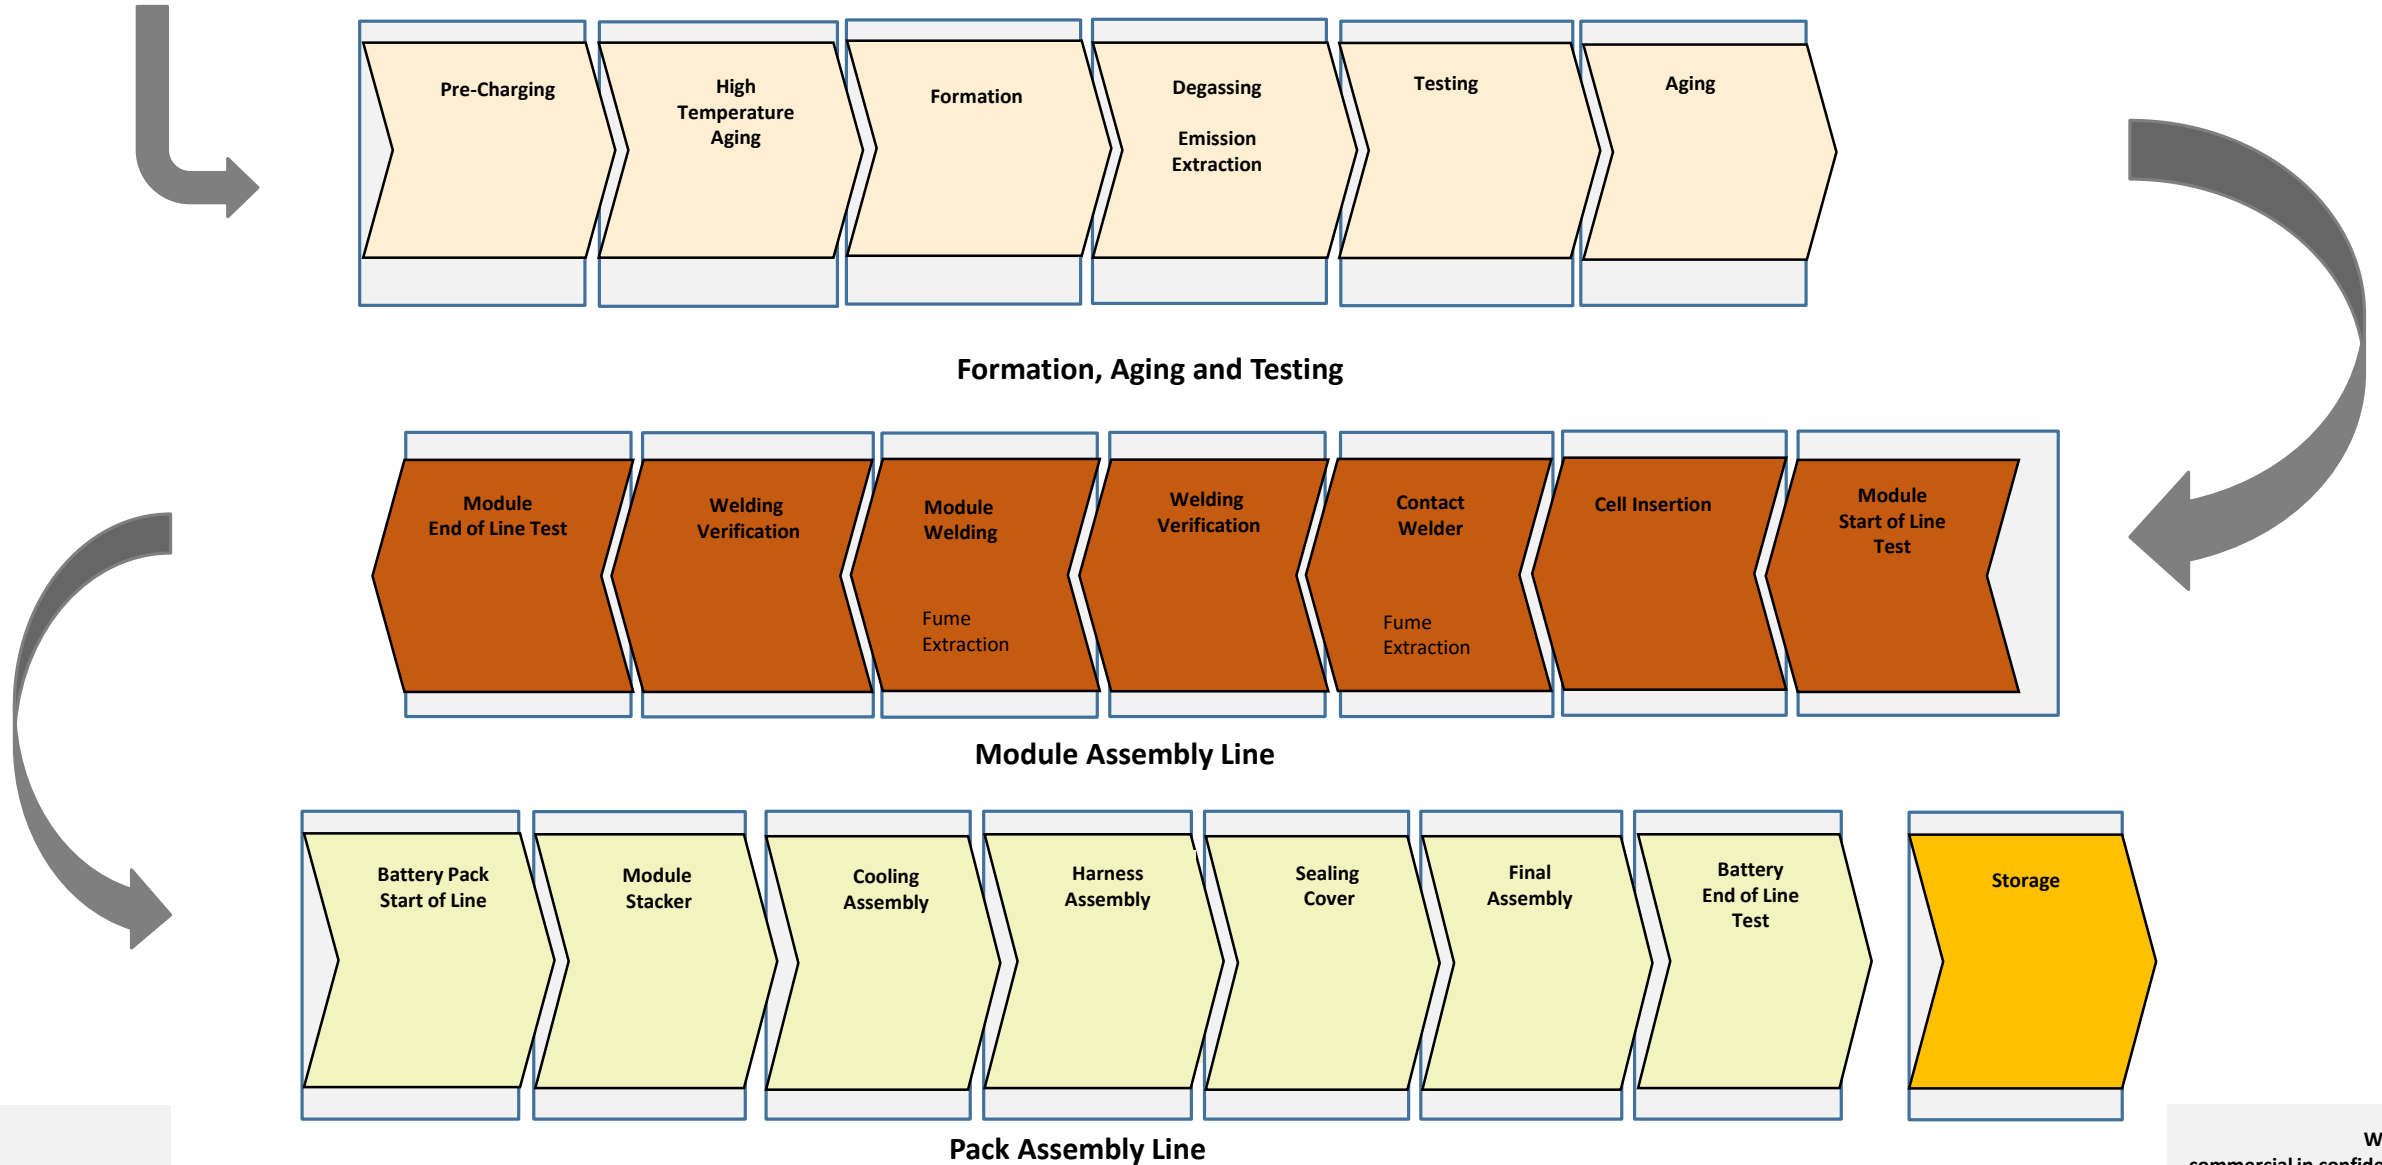 Pre-Charging
High
Temperature
Aging
Formation
Degassing
Emission
Extraction
Testing
Aging
Formation, Aging and Testing
Module
End of Line Test
Welding
Verification
Module
Welding
Fume
Extraction
Welding
Verification
Contact
Welder
Fume
Extraction
Cell Insertion
Module
Start of Line
Test
Module Assembly Line
Battery Pack
Start of Line
Module
Stacker
Cooling
Assembly
Harness
Assembly
Sealing
Cover
Final
Assembly
Battery
End of Line
Test
Storage
Pack Assembly Line
commercial in